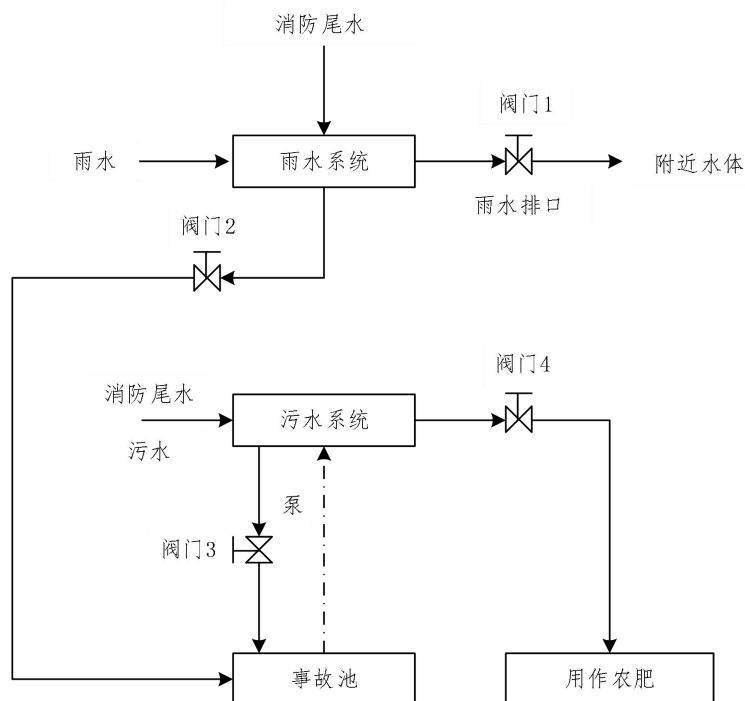 消防尾水
阀门1
雨水
雨水系统
附近水体
雨水排口
阀门2
阀门4
消防尾水
污水系统
污水
泵
阀门3
事故池
用作农肥